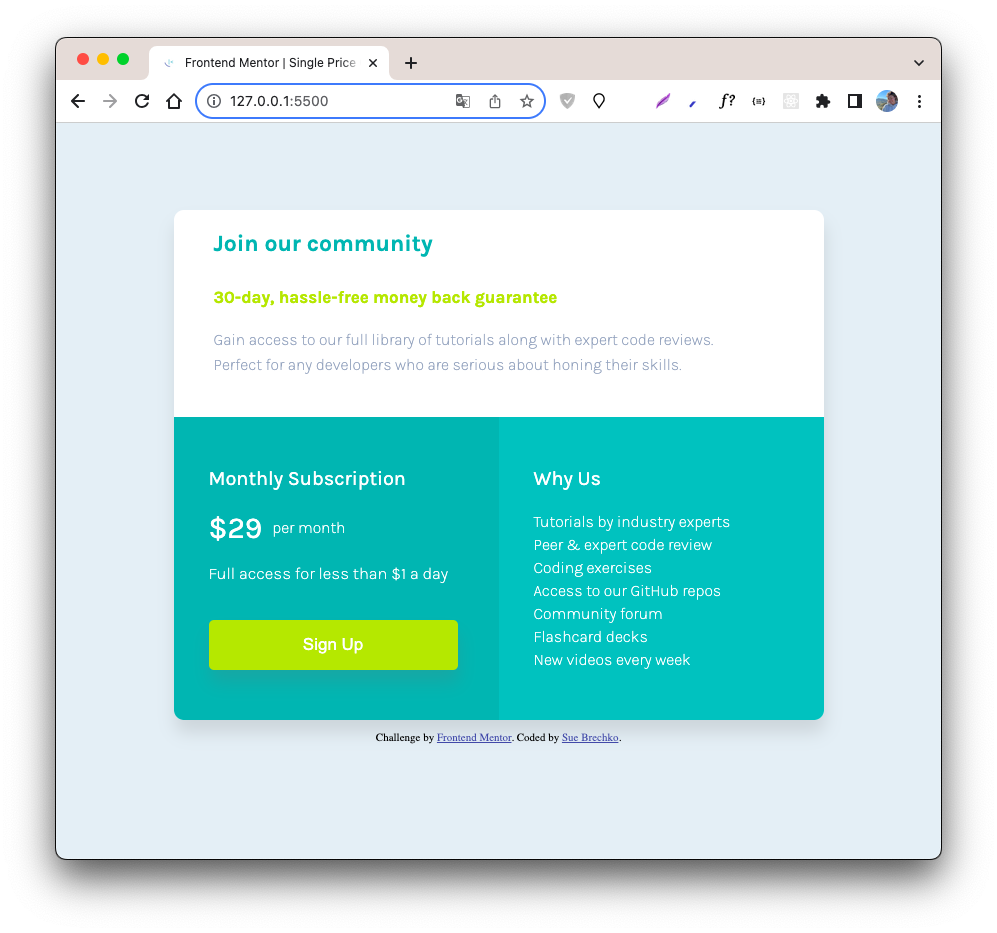 Frontend Mentor | Single Price
127.0.0.1:5500
f?
Join our community
30-day, hassle-free money back guarantee
Gain access to our full library of tutorials along with expert code reviews.
Perfect for any developers who are serious about honing their skills.
Monthly Subscription
$29 per month
Full access for less than $1 a day
Sign Up
Why Us
Tutorials by industry experts
Peer & expert code review
Coding exercises
Access to our GitHub repos
Community forum
Flashcard decks
New videos every week
Challenge by Frontend Mentor. Coded by Sue Brechko.